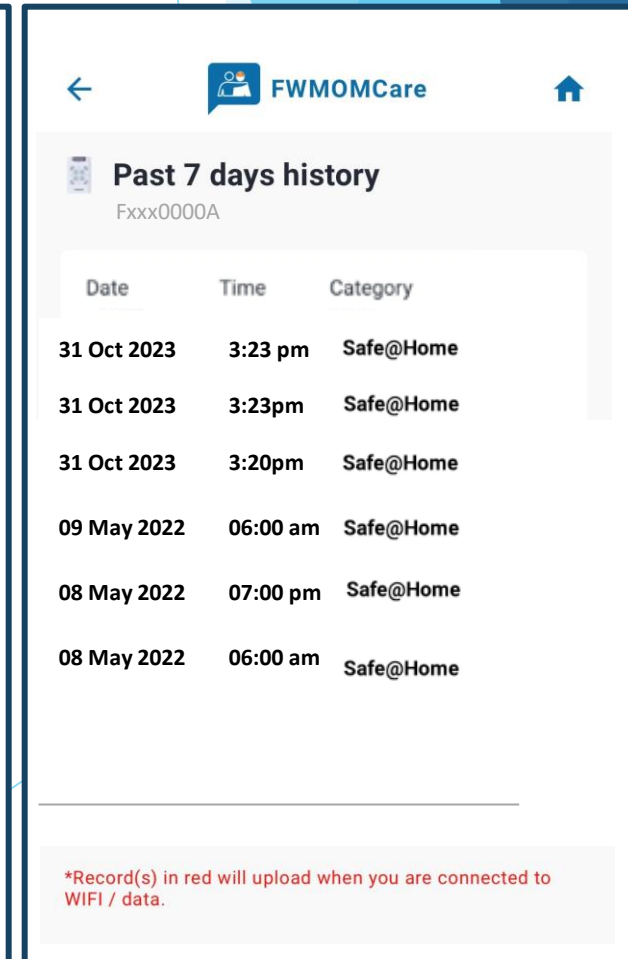 FWMOMCare
Past 7 days history
Fxxx0000A
Date Time Category
31 Oct 2023 3:23 pm Safe@Home
31 Oct 2023 3:23pm Safe@Home
31 Oct 2023 3:20pm Safe@Home
09 May 2022 06:00 am Safe@Home
08 May 2022 07:00 pm Safe@Home
08 May 2022 06:00 am Safe@Home
*Record(s) in red will upload when you are connected to
WIFI / data.